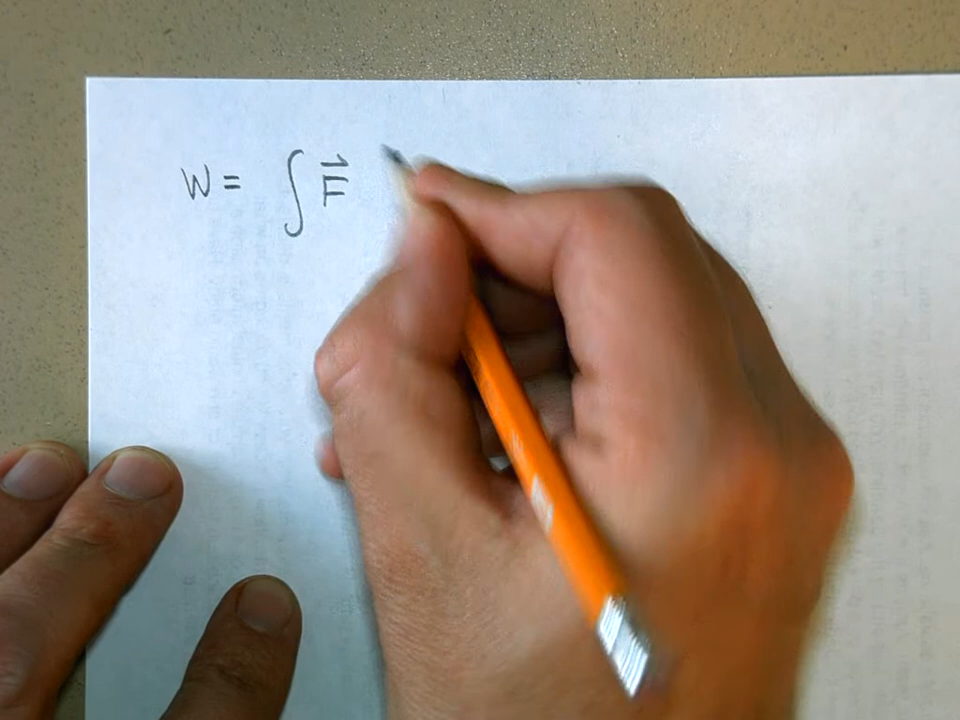 W = ∫ F⃗